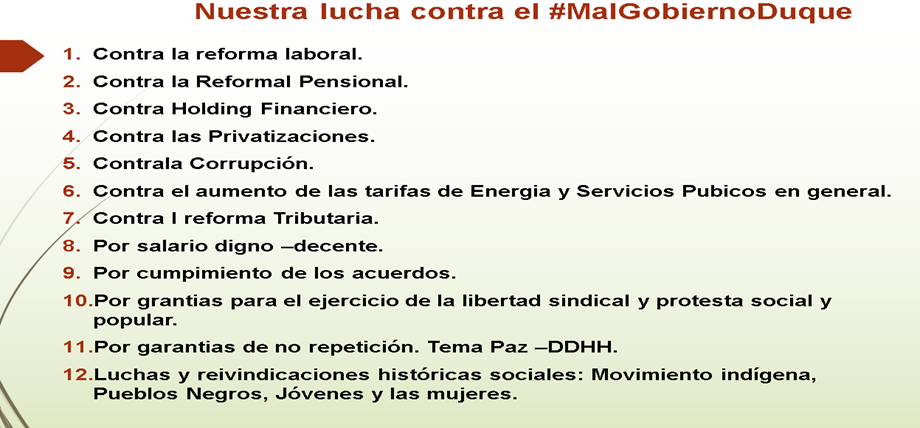 Nuestra lucha contra el #MalGobiernoDuque
1. Contra la reforma laboral.
2. Contra la Reformal Pensional.
3. Contra Holding Financiero.
4. Contra las Privatizaciones.
5. Contrala Corrupción.
6. Contra el aumento de las tarifas de Energia y Servicios Pubicos en general.
7. Contra l reforma Tributaria.
8. Por salario digno –decente.
9. Por cumpimiento de los acuerdos.
10.Por grantias para el ejercicio de la libertad sindical y protesta social y
popular.
11.Por garantias de no repetición. Tema Paz –DDHH.
12.Luchas y reivindicaciones históricas sociales: Movimiento indígena,
Pueblos Negros, Jóvenes y las mujeres.